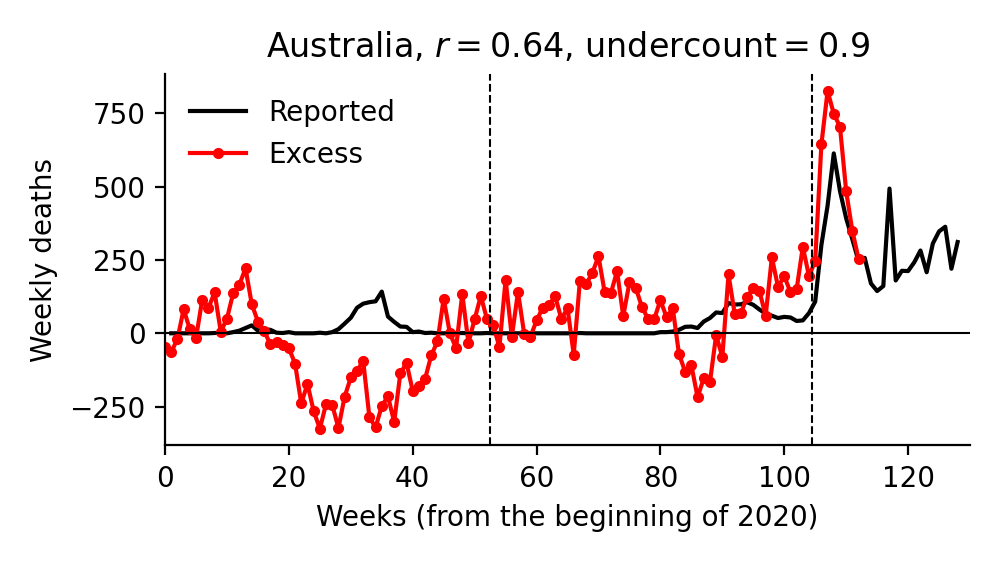 Australia, r = 0.64, undercount = 0.9
Reported
Excess
Weekly deaths
750
500
250
0
−250
0 20 40 60 80 100 120
Weeks (from the beginning of 2020)